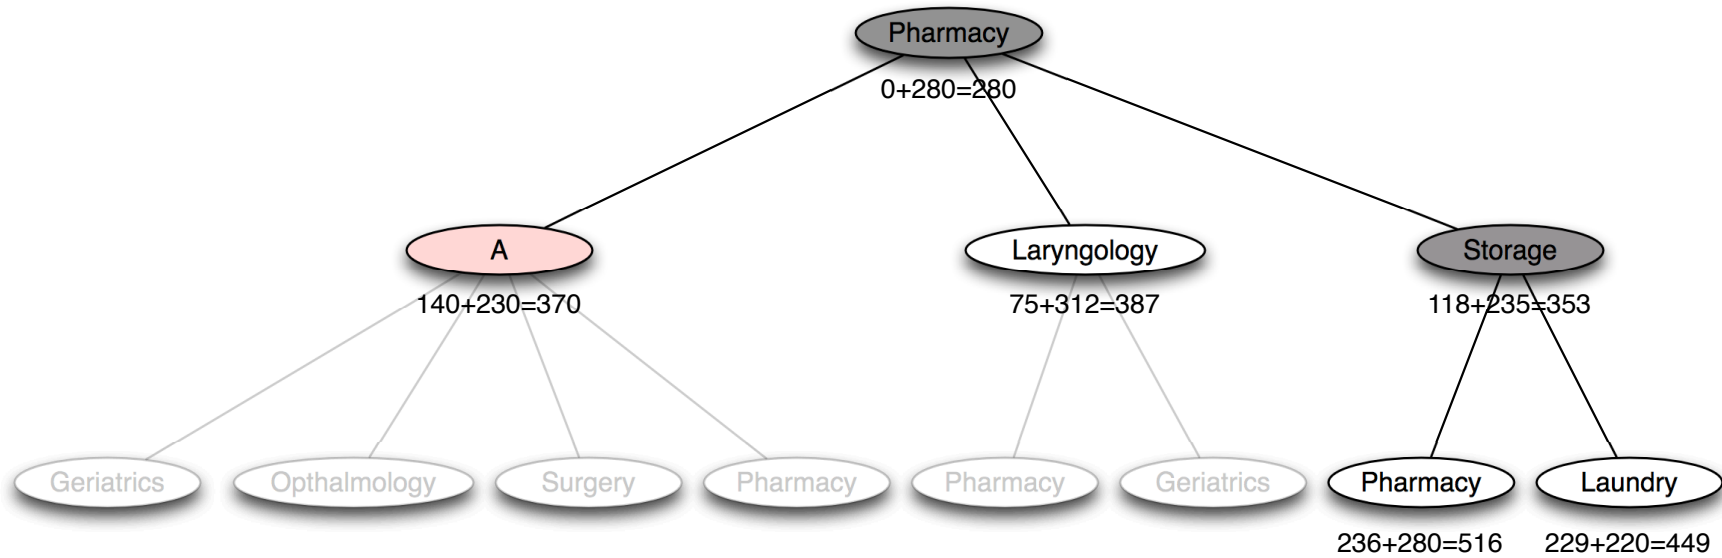 Pharmacy
0+280=280
A
Laryngology
Storage
140+230=370
75+312=387
118+235=353
Geriatrics
Opthalmology
Surgery
Pharmacy
Pharmacy
Geriatrics
Pharmacy
Laundry
236+280=516
229+220=449